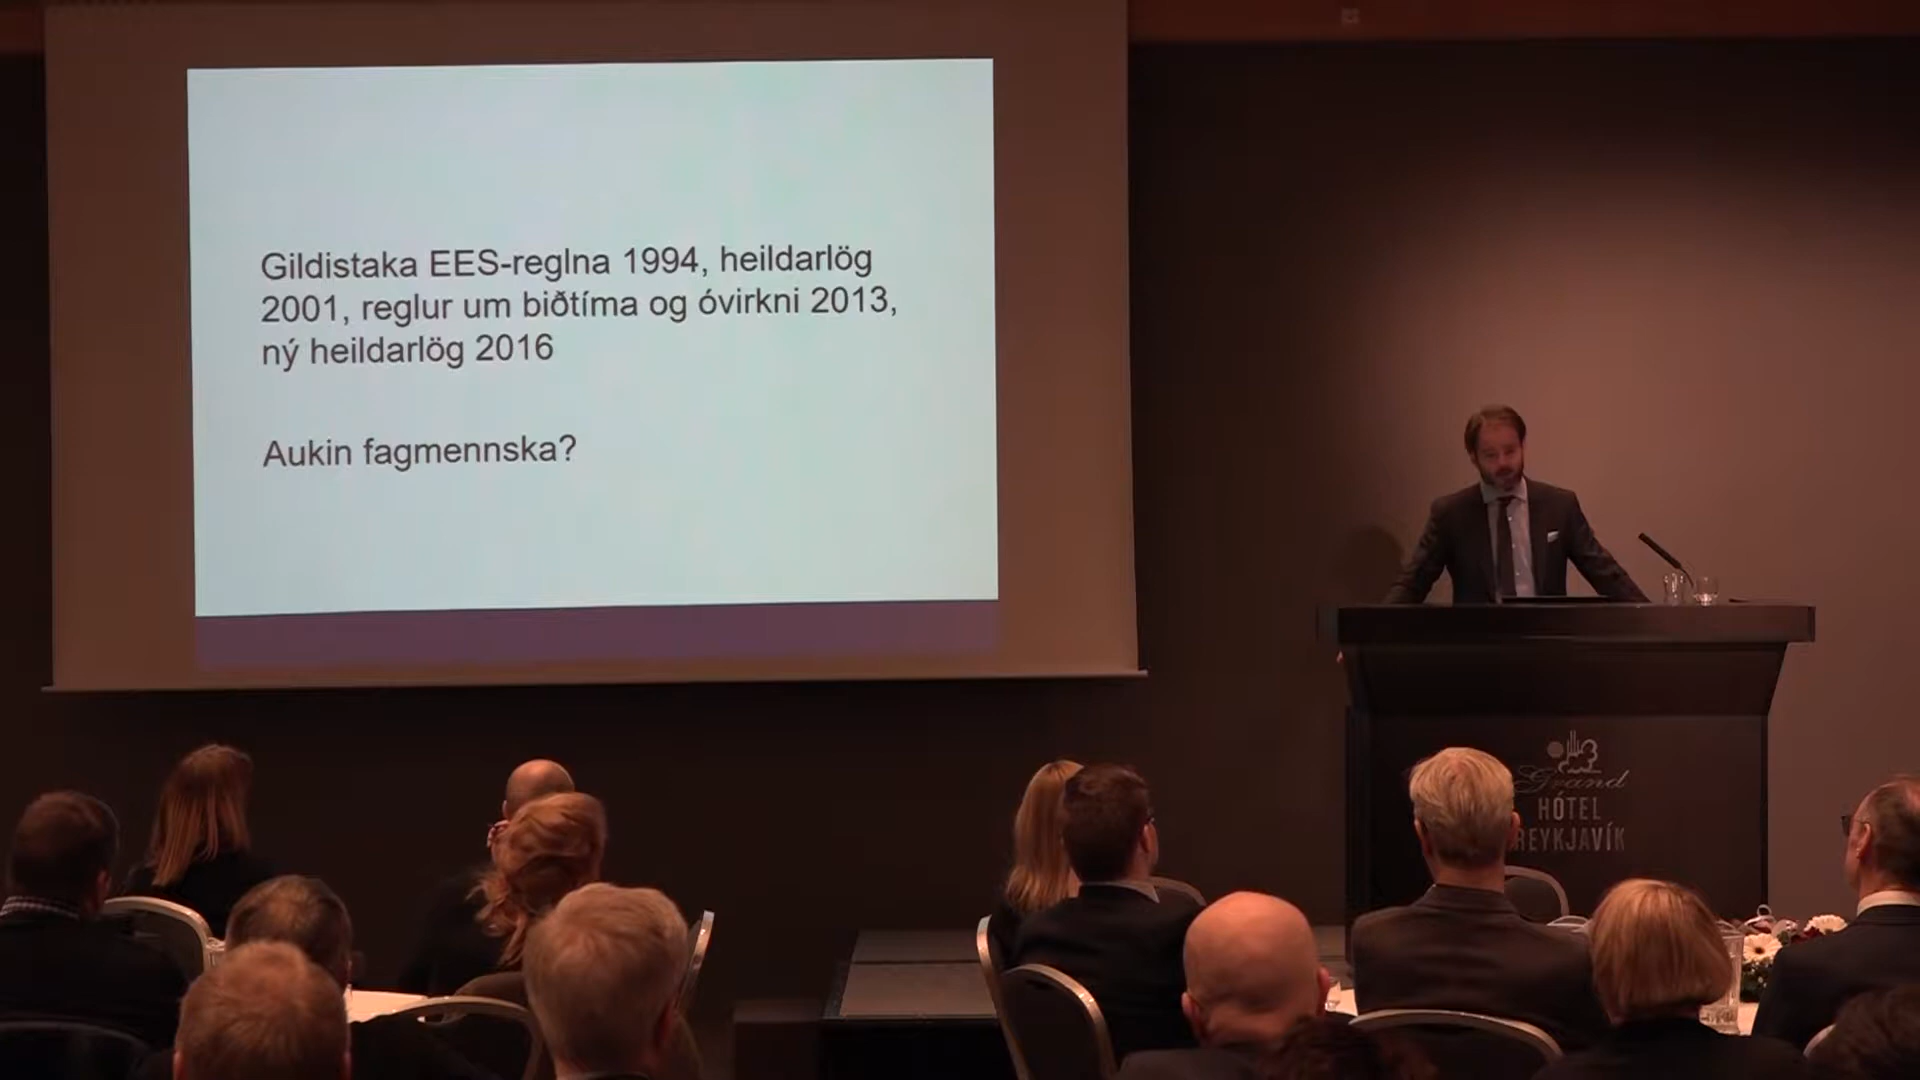 Gildistaka EES-reglna 1994, heildarlög
2001, reglur um biðtíma og óvirkni 2013,
ný heildarlög 2016
Aukin fagmennska?
Grand
HÓTEL
REYKJAVÍK